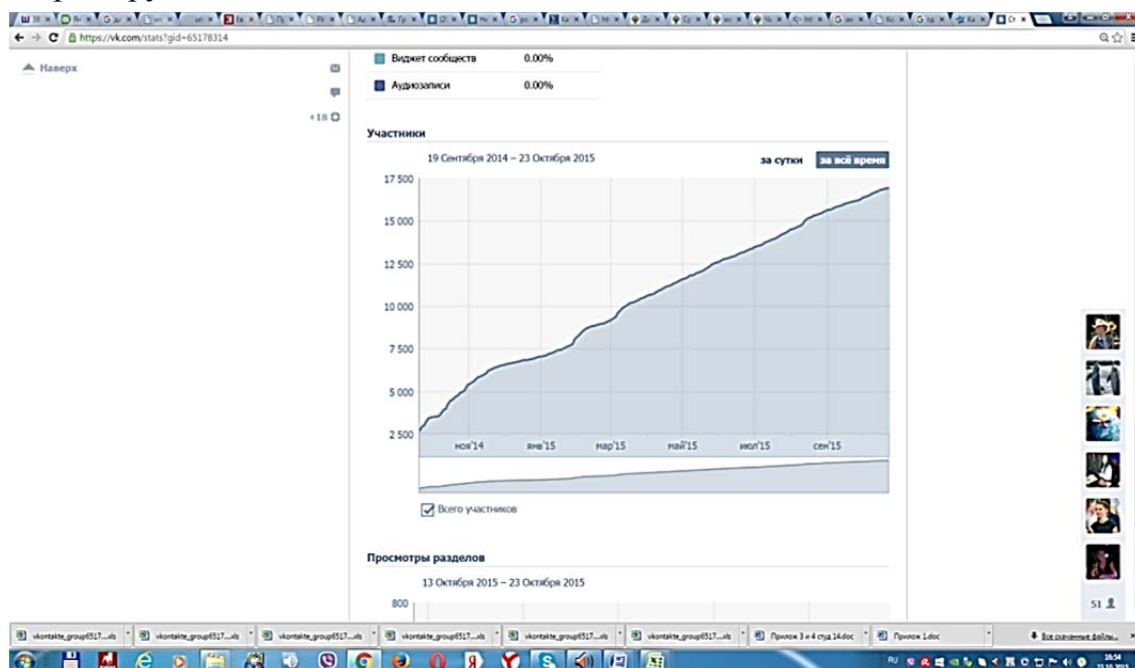 https://vk.com/stats?gid=65178314
Наверх
+18
Виджет сообществ 0.00%
Аудиозаписи 0.00%
Участники
19 Сентября 2014 – 23 Октября 2015
за сутки за всё время
17 500
15 000
12 500
10 000
7 500
5 000
2 500
ноя'14 янв'15 мар'15 май'15 июл'15 сен'15
Всего участников
Просмотры разделов
13 Октября 2015 – 23 Октября 2015
800
51
vkontakte_group6517....xls vkontakte_group6517....xls vkontakte_group6517....xls vkontakte_group6517....xls vkontakte_group6517....xls vkontakte_group6517....xls Прилож 3 и 4 студ 14.doc Прилож 1.doc Все скачанные файлы...
RU 16:54